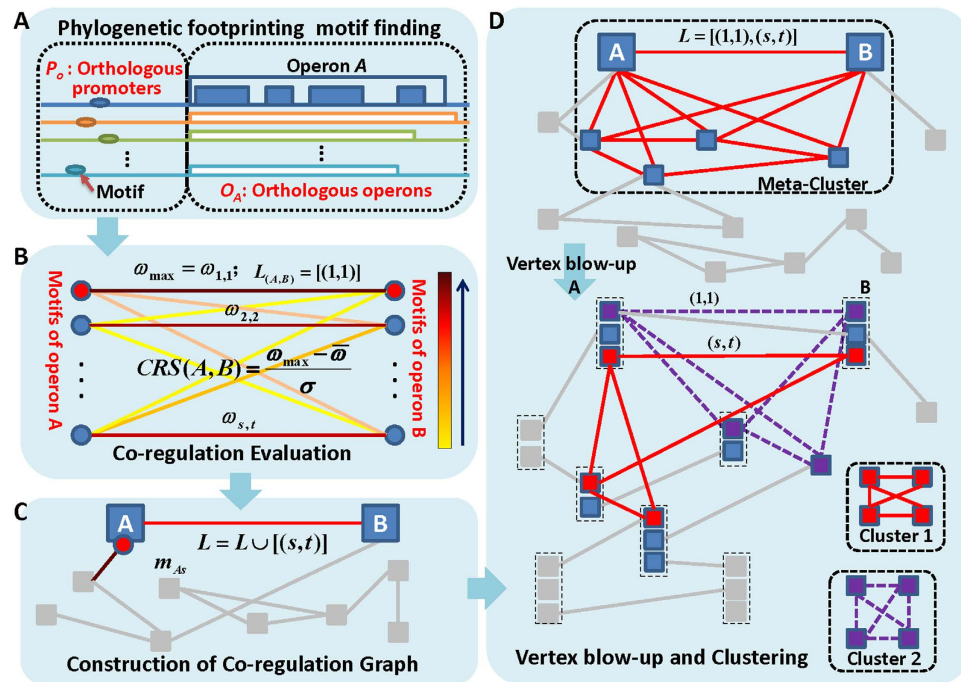 A
Phylogenetic footprinting motif finding
Po : Orthologous promoters
Operon A
Motif
OA: Orthologous operons
B
ωmax = ω1,1; L(A,B) = [(1,1)]
Motifs of operon A
ω2,2
CRS(A,B) = (ωmax − ω̅) / σ
Motifs of operon B
ωs,t
Co-regulation Evaluation
C
A
B
L = L ∪ [(s,t)]
mAs
Construction of Co-regulation Graph
D
L = [(1,1),(s,t)]
A
B
Meta-Cluster
Vertex blow-up
A
B
(1,1)
(s,t)
Cluster 1
Cluster 2
Vertex blow-up and Clustering